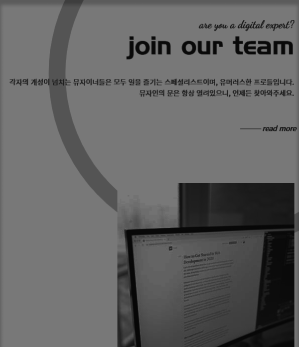 are you a digital expert?
join our team
각자의 개성이 넘치는 뮤자이너들은 모두 일을 즐기는 스페셜리스트이며, 유머러스한 프로들입니다.
뮤자인의 문은 항상 열려있으니, 언제든 찾아와주세요.
read more